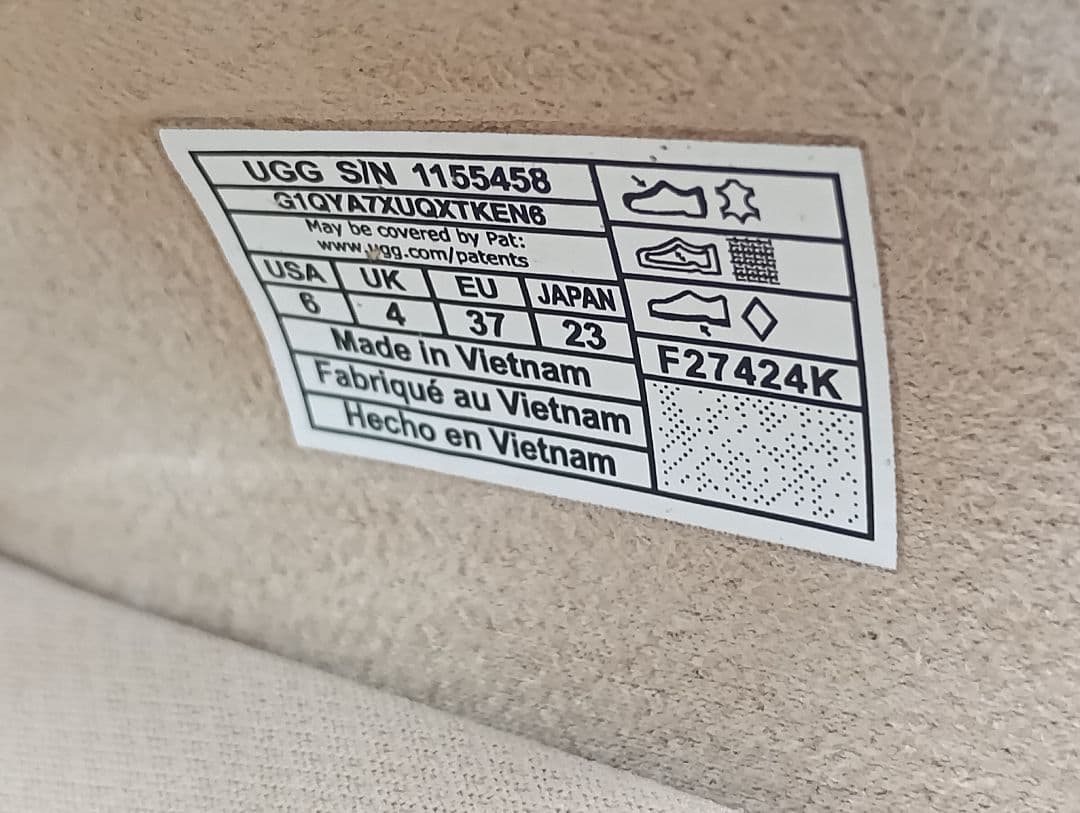 UGG S/N 1155458
G1QYA7XUQXTKEN6
May be covered by Pat:
www.ugg.com/patents
USA UK EU JAPAN
6 4 37 23
Made in Vietnam
Fabriqué au Vietnam
Hecho en Vietnam
F27424K